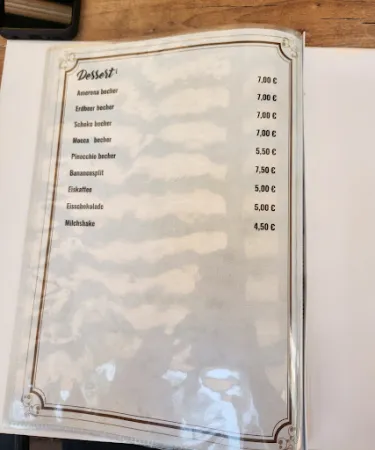 Dessert
Amarena becher 7,00 €
Erdbeer becher 7,00 €
Schoko becher 7,00 €
Mocca becher 7,00 €
Pinocchio becher 5,50 €
Bananensplit 7,50 €
Eiskaffee 5,00 €
Eisschokolade 5,00 €
Milchshake 4,50 €